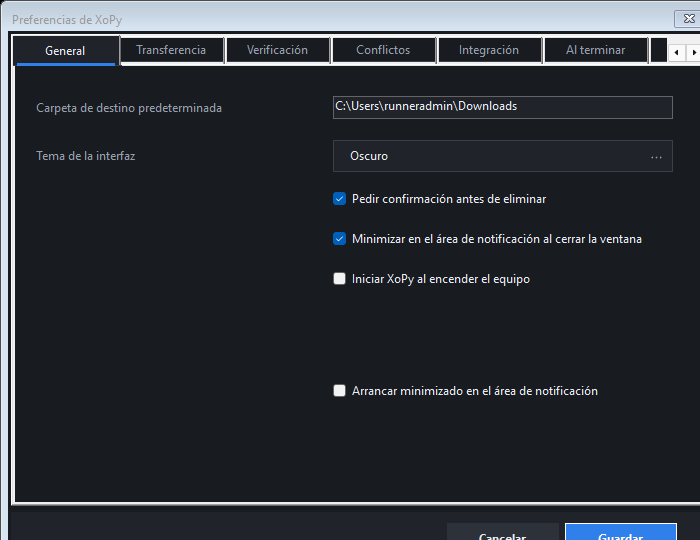 Preferencias de XoPy
General
Transferencia
Verificación
Conflictos
Integración
Al terminar
Carpeta de destino predeterminada
C:\Users\runneradmin\Downloads
Tema de la interfaz
Oscuro
...
Pedir confirmación antes de eliminar
Minimizar en el área de notificación al cerrar la ventana
Iniciar XoPy al encender el equipo
Arrancar minimizado en el área de notificación
Cancelar
Guardar